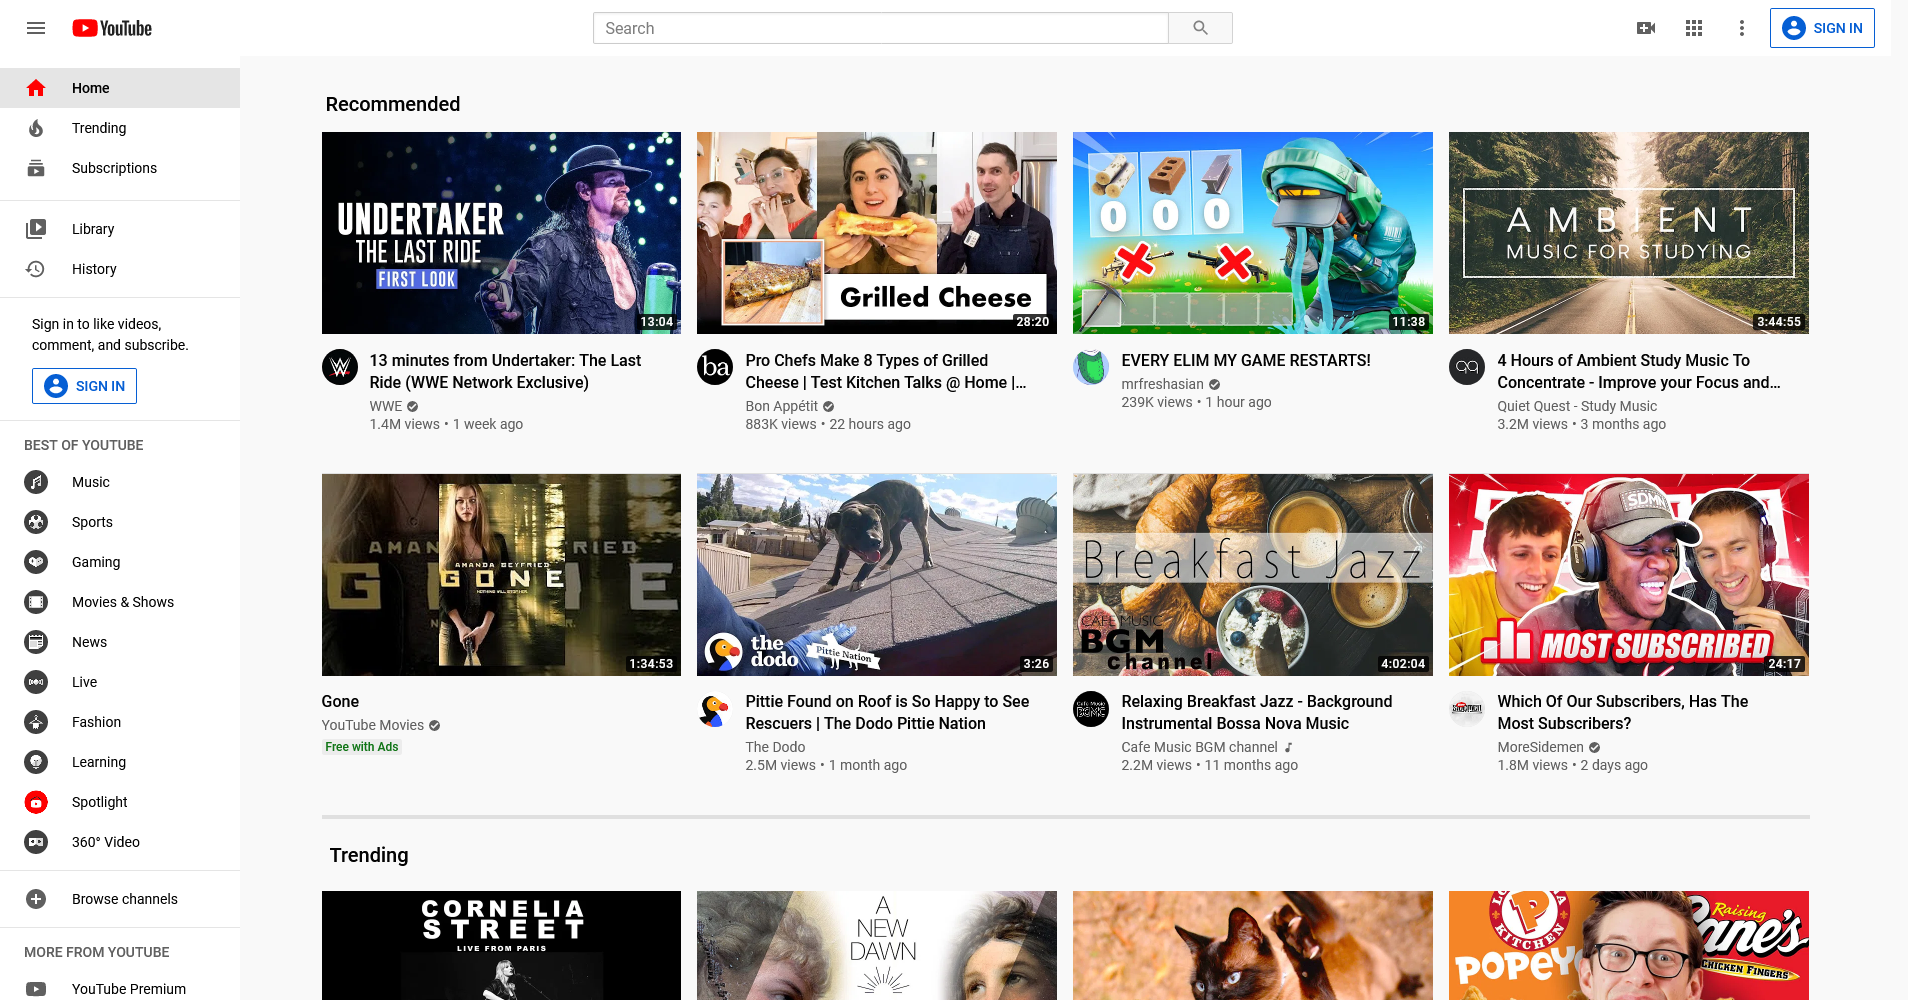 YouTube
Search
SIGN IN
Home
Trending
Subscriptions
Library
History
Sign in to like videos,
comment, and subscribe.
SIGN IN
BEST OF YOUTUBE
Music
Sports
Gaming
Movies & Shows
News
Live
Fashion
Learning
Spotlight
360° Video
Browse channels
MORE FROM YOUTUBE
YouTube Premium
Recommended
UNDERTAKER
THE LAST RIDE
FIRST LOOK
13:04
13 minutes from Undertaker: The Last
Ride (WWE Network Exclusive)
WWE
1.4M views • 1 week ago
Grilled Cheese
28:20
ba
Pro Chefs Make 8 Types of Grilled
Cheese | Test Kitchen Talks @ Home |...
Bon Appétit
883K views • 22 hours ago
0 0 0
11:38
EVERY ELIM MY GAME RESTARTS!
mrfreshasian
239K views • 1 hour ago
AMBIENT
MUSIC FOR STUDYING
3:44:55
4 Hours of Ambient Study Music To
Concentrate - Improve your Focus and...
Quiet Quest - Study Music
3.2M views • 3 months ago
AMANDA SEYFRIED
GONE
NOTHING WILL STOP HER.
1:34:53
Gone
YouTube Movies
Free with Ads
the
dodo
Pittie Nation
3:26
Pittie Found on Roof is So Happy to See
Rescuers | The Dodo Pittie Nation
The Dodo
2.5M views • 1 month ago
Breakfast Jazz
CAFE MUSIC
BGM
channel
4:02:04
Cafe Music
BGMC
Relaxing Breakfast Jazz - Background
Instrumental Bossa Nova Music
Cafe Music BGM channel
2.2M views • 11 months ago
SDMN
MOST SUBSCRIBED
24:17
Which Of Our Subscribers, Has The
Most Subscribers?
MoreSidemen
1.8M views • 2 days ago
Trending
CORNELIA
STREET
LIVE FROM PARIS
A
NEW
DAWN
KITCHEN
POPEY
Raising
ane's
CHICKEN FINGERS